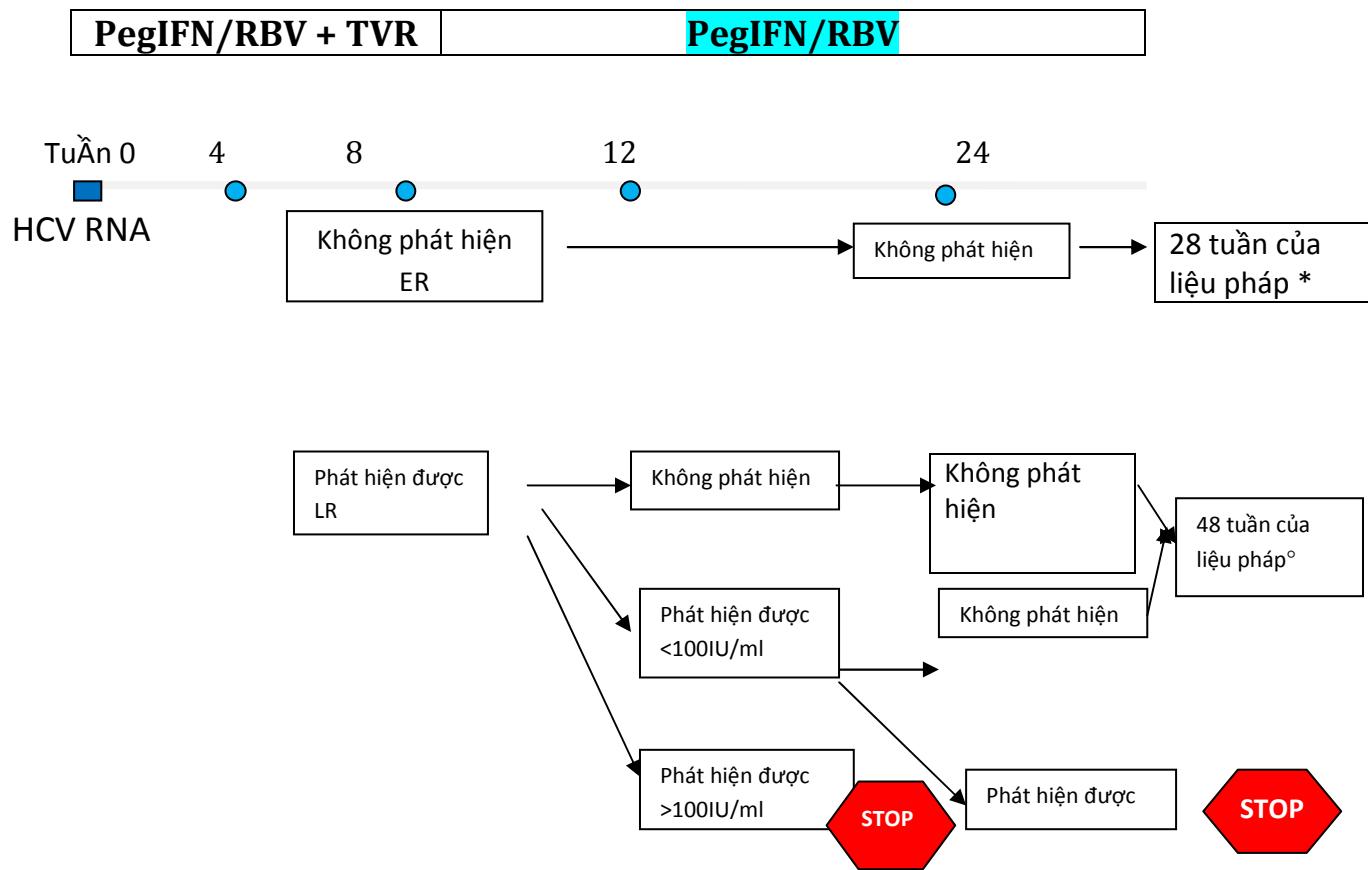 PegIFN/RBV + TVR PegIFN/RBV
TuẦn 0 4 8 12 24
HCV RNA
Không phát hiện
ER
Không phát hiện
28 tuần của
liệu pháp *
Phát hiện được
LR
Không phát hiện
Không phát
hiện
48 tuần của
liệu pháp°
Phát hiện được
<100IU/ml
Không phát hiện
Phát hiện được
>100IU/ml
STOP
Phát hiện được
STOP